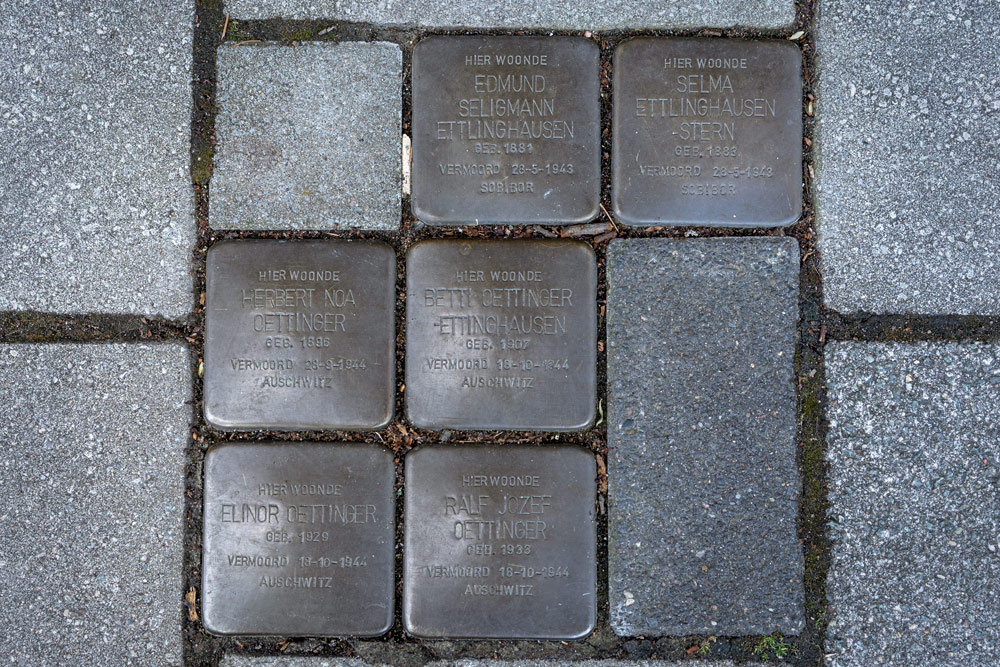 HIER WOONDE
EDMUND
SELIGMANN
ETTLINGHAUSEN
GEB. 1881
VERMOORD 28-5-1943
SOBIBOR
HIER WOONDE
SELMA
ETTLINGHAUSEN
-STERN
GEB. 1883
VERMOORD 28-5-1943
SOBIBOR
HIER WOONDE
HERBERT NOA
OETTINGER
GEB. 1896
VERMOORD 28-9-1944
AUSCHWITZ
HIER WOONDE
BETTI OETTINGER
-ETTINGHAUSEN
GEB. 1907
VERMOORD 18-10-1944
AUSCHWITZ
HIER WOONDE
ELINOR OETTINGER
GEB. 1929
VERMOORD 18-10-1944
AUSCHWITZ
HIER WOONDE
RALF JOZEF
OETTINGER
GEB. 1933
VERMOORD 18-10-1944
AUSCHWITZ